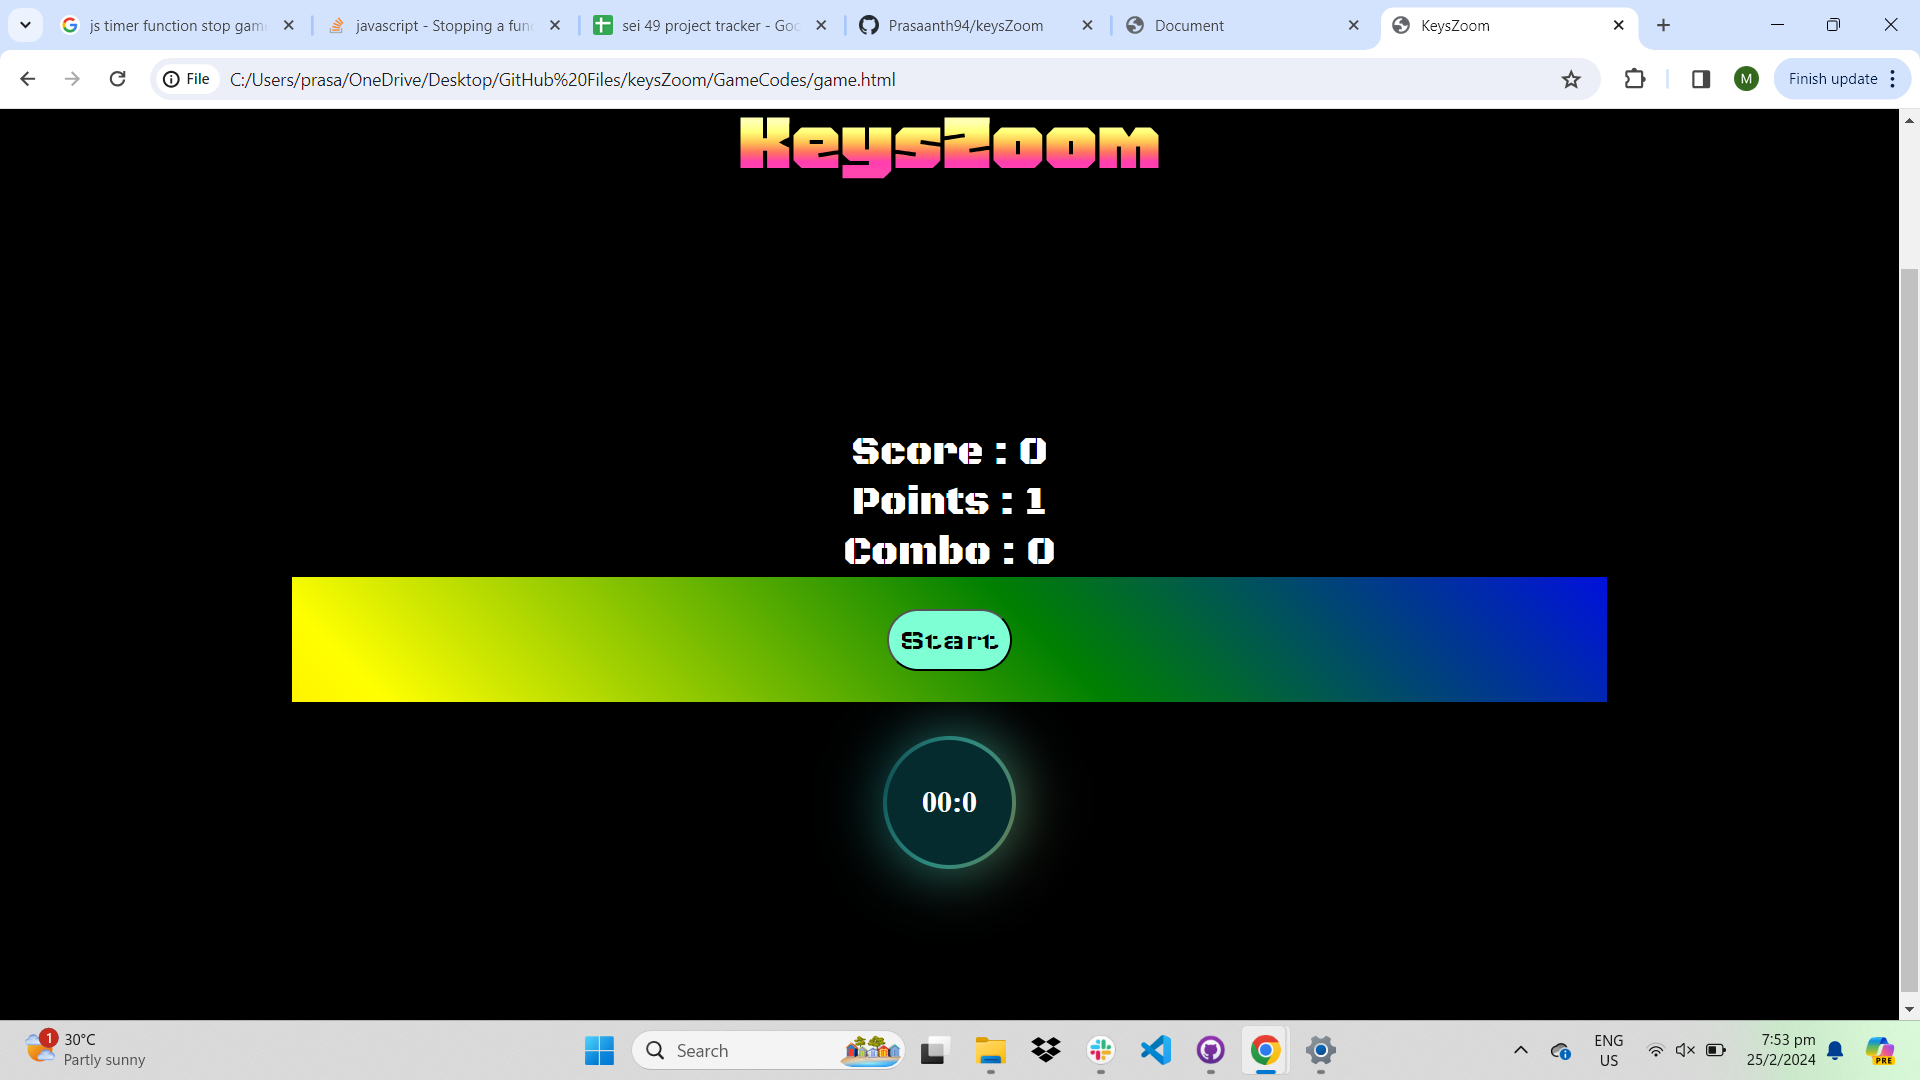 js timer function stop gam
javascript - Stopping a func
sei 49 project tracker - Goo
Prasaanth94/keysZoom
Document
KeysZoom
File
C:/Users/prasa/OneDrive/Desktop/GitHub%20Files/keysZoom/GameCodes/game.html
M
Finish update
KeysZoom
Score : 0
Points : 1
Combo : 0
Start
00:0
1
30°C
Partly sunny
Search
ENG
US
7:53 pm
25/2/2024
PRE